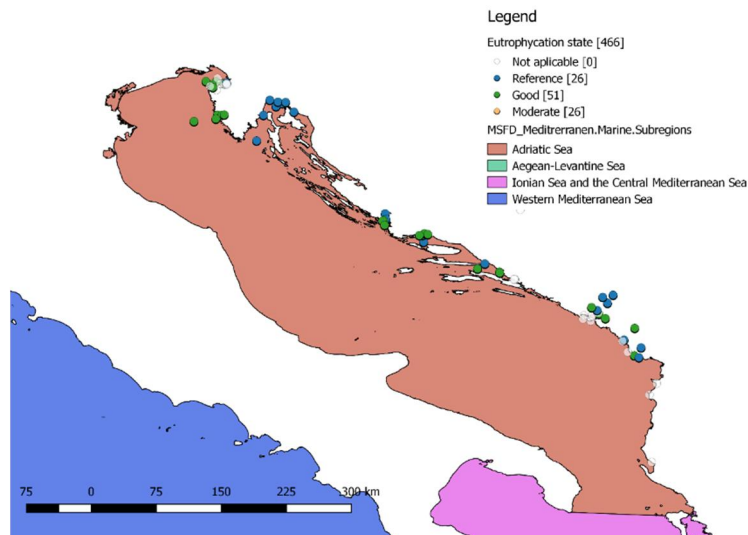 Legend
Eutrophycation state [466]
Not aplicable [0]
Reference [26]
Good [51]
Moderate [26]
MSFD_Mediterranen.Marine.Subregions
Adriatic Sea
Aegean-Levantine Sea
Ionian Sea and the Central Mediterranean Sea
Western Mediterranean Sea
75 0 75 150 225 300 km